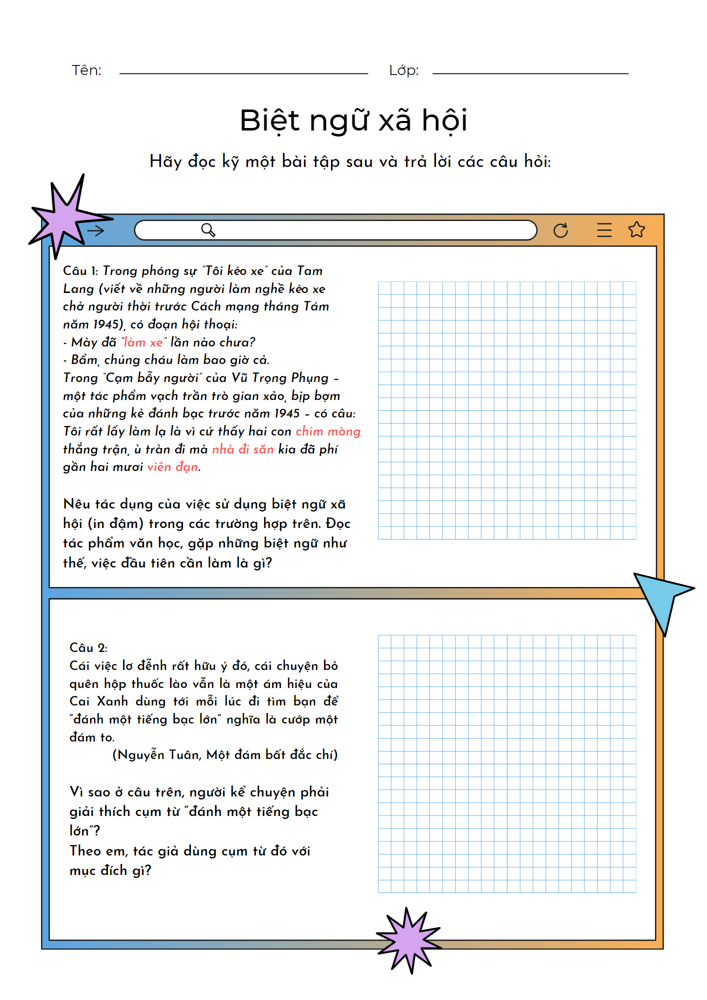 Tên: Lớp:
Biệt ngữ xã hội
Hãy đọc kỹ một bài tập sau và trả lời các câu hỏi:
Câu 1: Trong phóng sự “Tôi kéo xe” của Tam
Lang (viết về những người làm nghề kéo xe
chở người thời trước Cách mạng tháng Tám
năm 1945), có đoạn hội thoại:
- Mày đã “làm xe” lần nào chưa?
- Bẩm, chúng cháu làm bao giờ cả.
Trong “Cạm bẫy người” của Vũ Trọng Phụng –
một tác phẩm vạch trần trò gian xảo, bịp bợm
của những kẻ đánh bạc trước năm 1945 – có câu:
Tôi rất lấy làm lạ là vì cứ thấy hai con chim mòng
thắng trận, ù tràn đi mà nhà đi săn kia đã phí
gần hai mươi viên đạn.
Nêu tác dụng của việc sử dụng biệt ngữ xã
hội (in đậm) trong các trường hợp trên. Đọc
tác phẩm văn học, gặp những biệt ngữ như
thế, việc đầu tiên cần làm là gì?
Câu 2:
Cái việc lơ đễnh rất hữu ý đó, cái chuyện bỏ
quên hộp thuốc lào vẫn là một ám hiệu của
Cai Xanh dùng tới mỗi lúc đi tìm bạn để
“đánh một tiếng bạc lớn” nghĩa là cướp một
đám to.
(Nguyễn Tuân, Một đám bất đắc chí)
Vì sao ở câu trên, người kể chuyện phải
giải thích cụm từ “đánh một tiếng bạc
lớn”?
Theo em, tác giả dùng cụm từ đó với
mục đích gì?